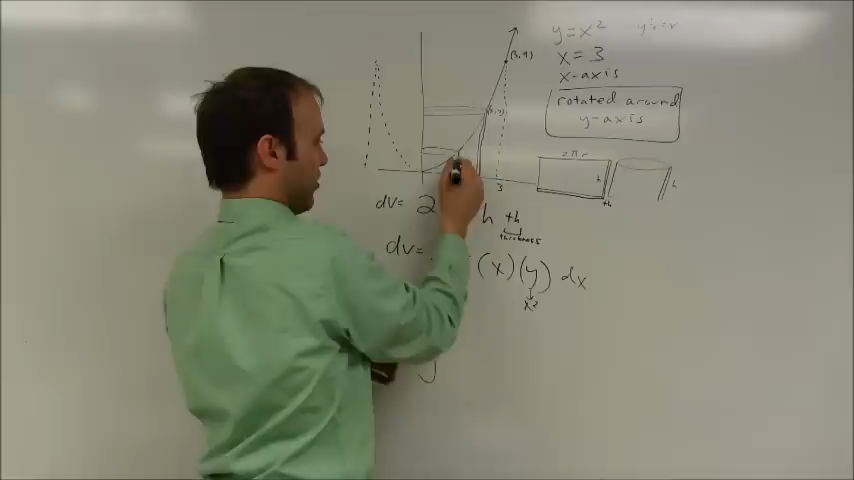 y = x²
x = 3
x-axis
rotated around
y-axis
(3,9)
3
2πr
h
th
h
dv= 2
h th
thickness
dv=
(x)(y) dx
x²